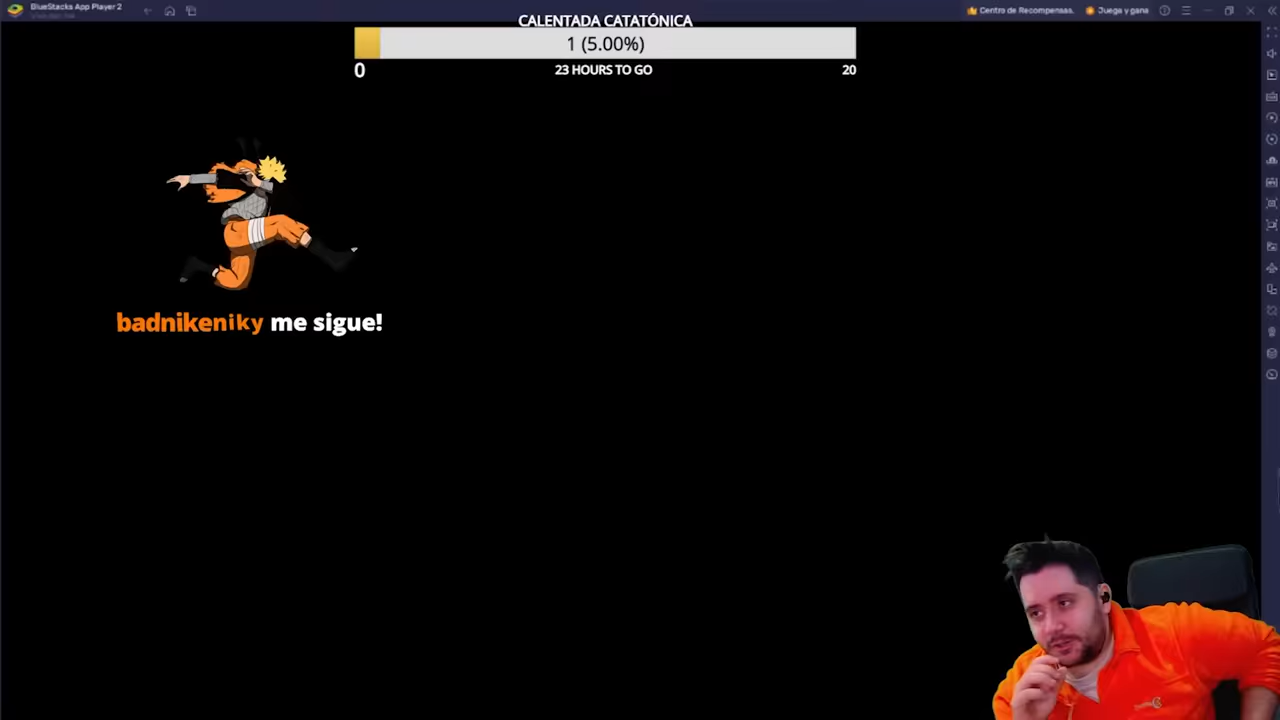 BlueStacks App Player 2
Centro de Recompensas.
Juega y gana
CALENTADA CATATÓNICA
1 (5.00%)
0
23 HOURS TO GO
20
badnikeniky me sigue!